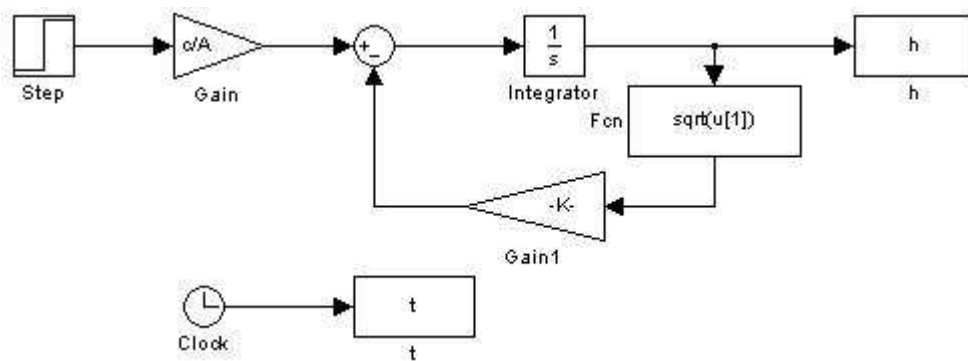 Step
c/A
Gain
+
−
1
s
Integrator
h
h
Fcn
sqrt(u[1])
-K-
Gain1
Clock
t
t